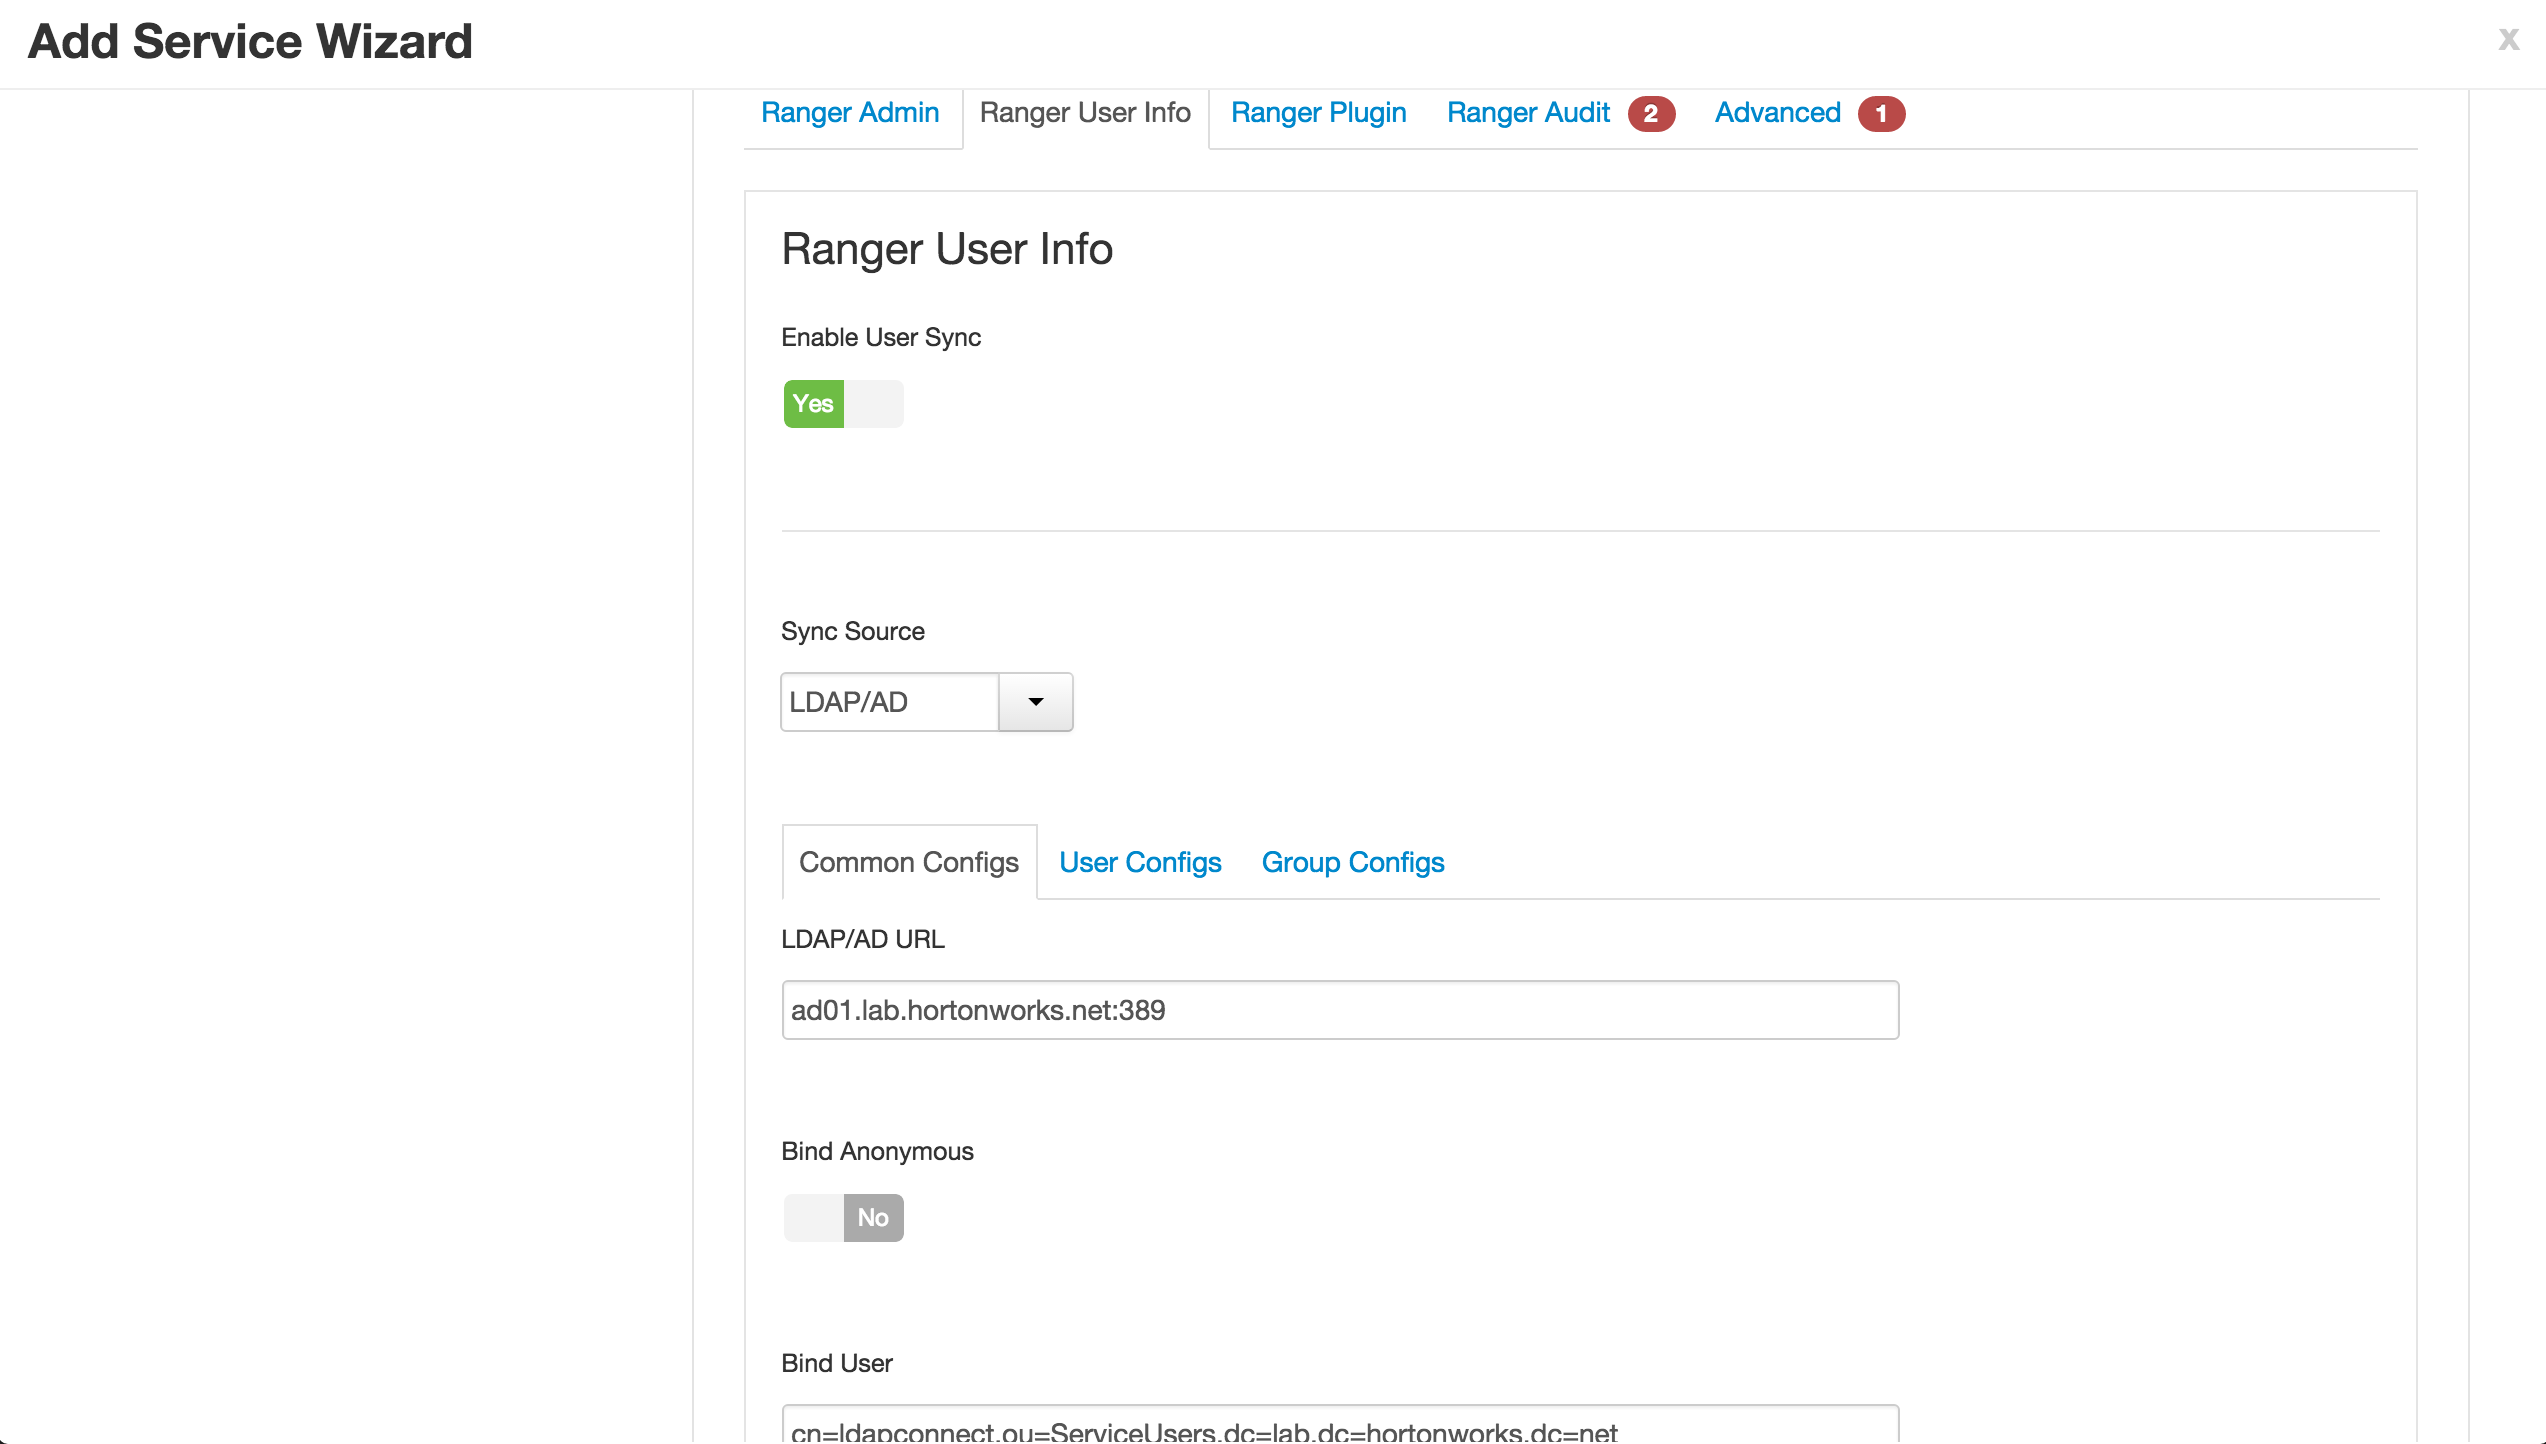 Add Service Wizard
x
Ranger Admin Ranger User Info Ranger Plugin Ranger Audit 2 Advanced 1
Ranger User Info
Enable User Sync
Yes
Sync Source
LDAP/AD
Common Configs User Configs Group Configs
LDAP/AD URL
ad01.lab.hortonworks.net:389
Bind Anonymous
No
Bind User
cn=ldapconnect,ou=ServiceUsers,dc=lab,dc=hortonworks,dc=net